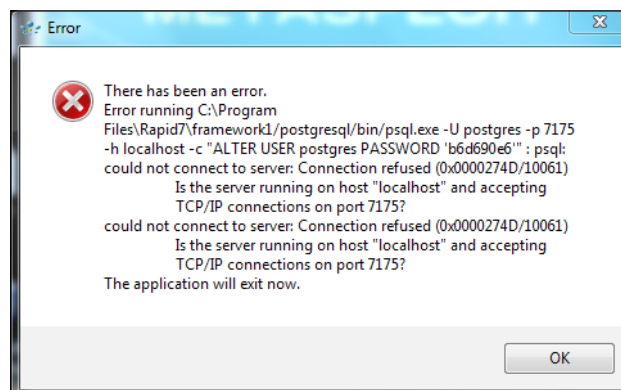 METASPLOIT
Error
There has been an error.
Error running C:\Program
Files\Rapid7\framework1/postgresql/bin/psql.exe -U postgres -p 7175
-h localhost -c "ALTER USER postgres PASSWORD 'b6d690e6'" : psql:
could not connect to server: Connection refused (0x0000274D/10061)
Is the server running on host "localhost" and accepting
TCP/IP connections on port 7175?
could not connect to server: Connection refused (0x0000274D/10061)
Is the server running on host "localhost" and accepting
TCP/IP connections on port 7175?
The application will exit now.
OK